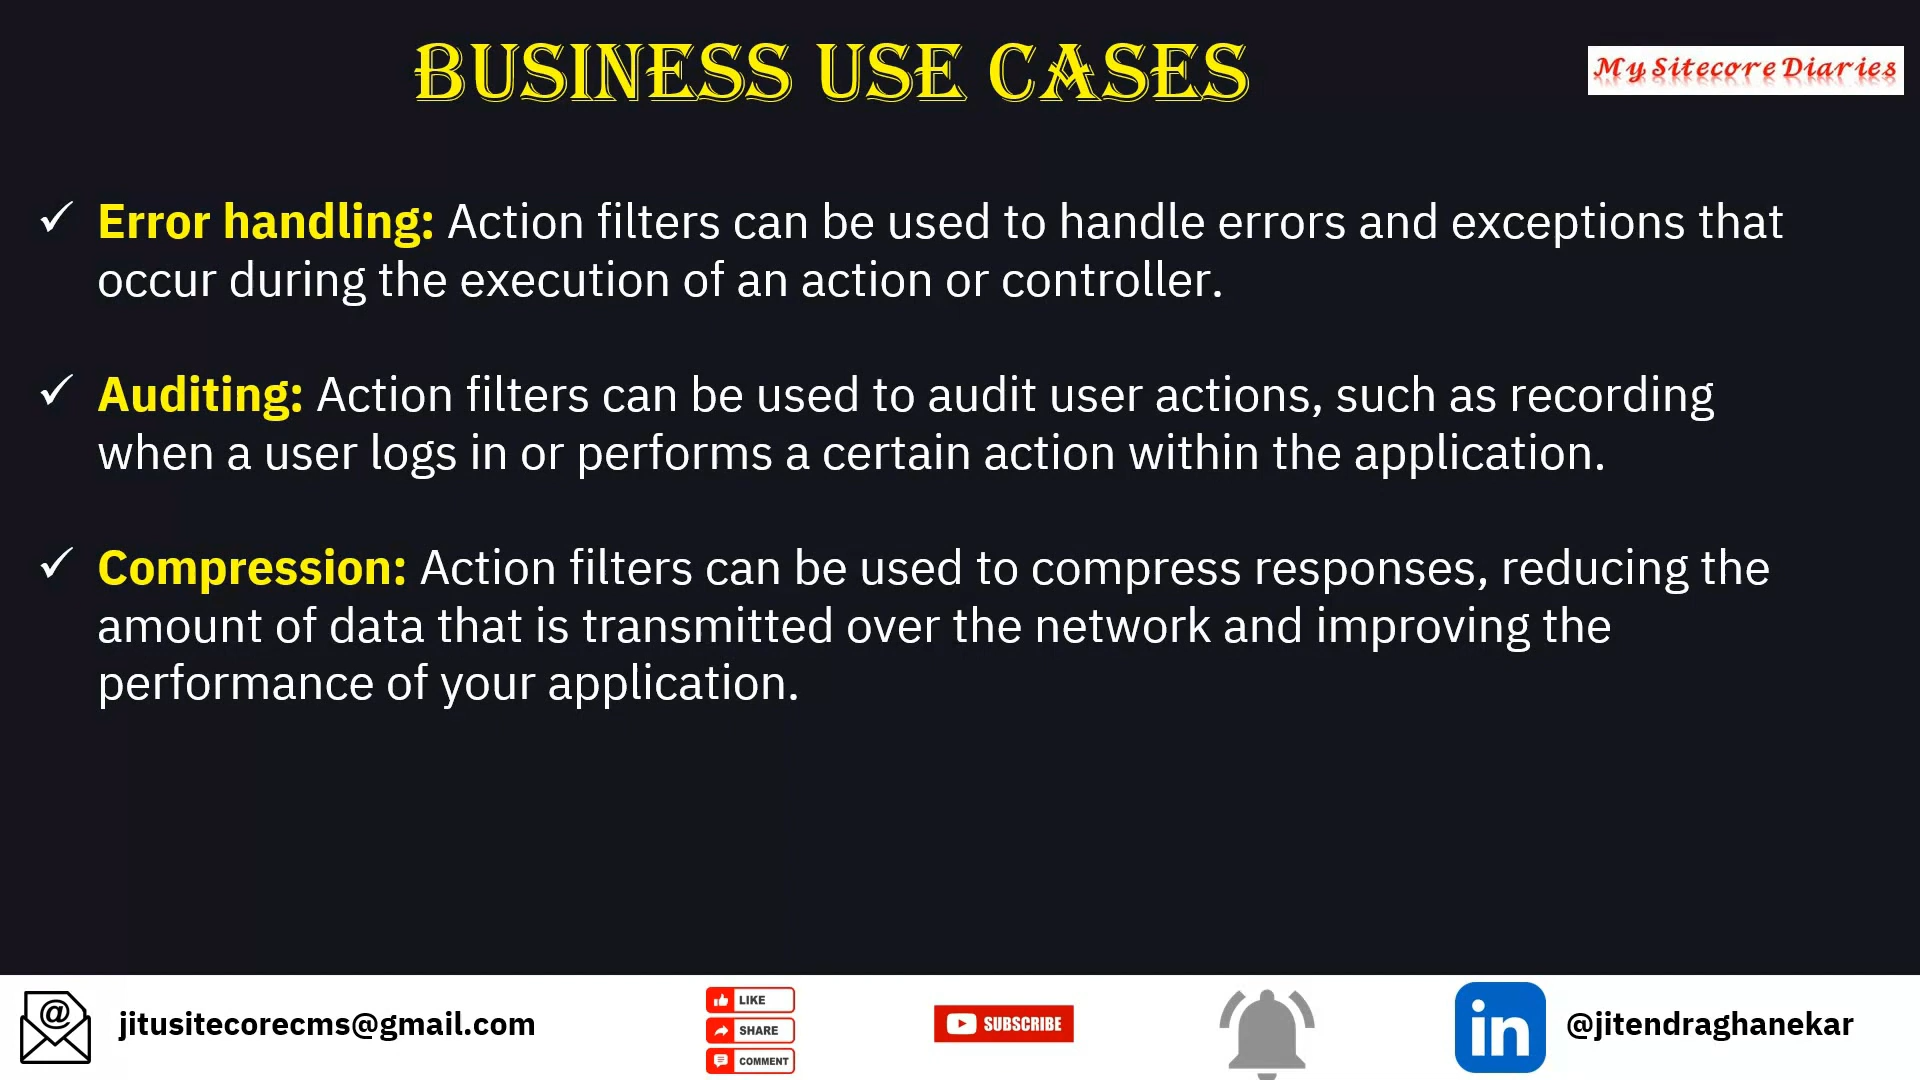 BUSINESS USE CASES
My Sitecore Diaries
✓ Error handling: Action filters can be used to handle errors and exceptions that
occur during the execution of an action or controller.
✓ Auditing: Action filters can be used to audit user actions, such as recording
when a user logs in or performs a certain action within the application.
✓ Compression: Action filters can be used to compress responses, reducing the
amount of data that is transmitted over the network and improving the
performance of your application.
@
jitusitecorecms@gmail.com
LIKE
SHARE
COMMENT
SUBSCRIBE
in
@jitendraghanekar